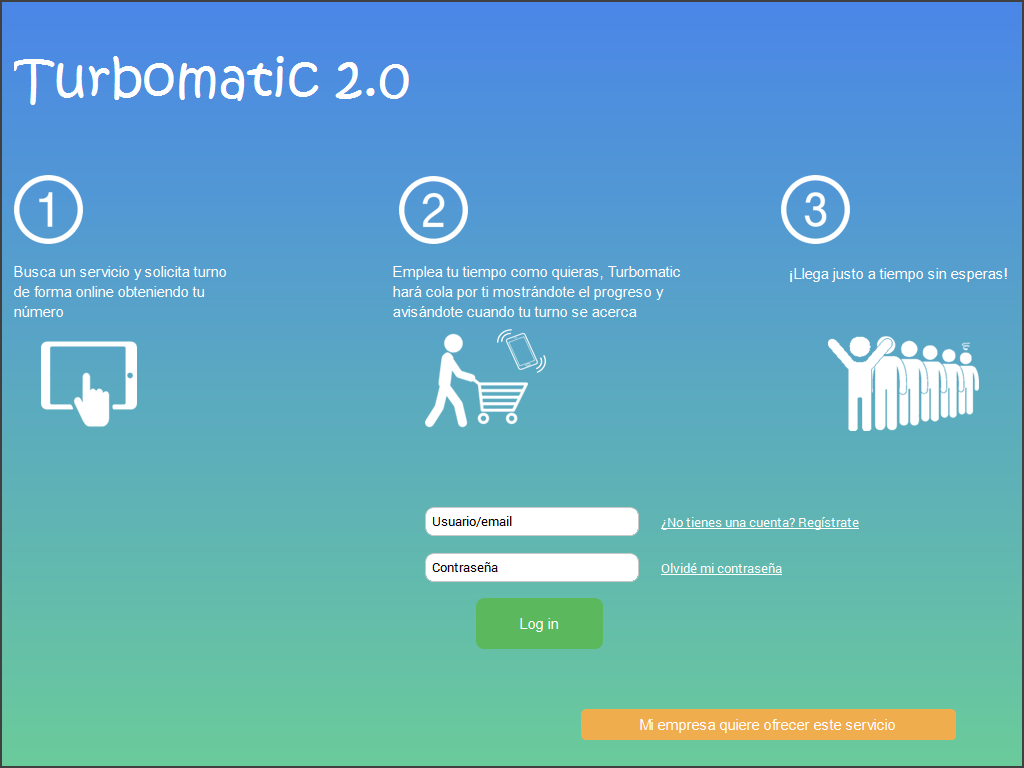 Turbomatic 2.0
1
Busca un servicio y solicita turno
de forma online obteniendo tu
número
2
Emplea tu tiempo como quieras, Turbomatic
hará cola por ti mostrándote el progreso y
avisándote cuando tu turno se acerca
3
¡Llega justo a tiempo sin esperas!
Usuario/email
¿No tienes una cuenta? Regístrate
Contraseña
Olvidé mi contraseña
Log in
Mi empresa quiere ofrecer este servicio